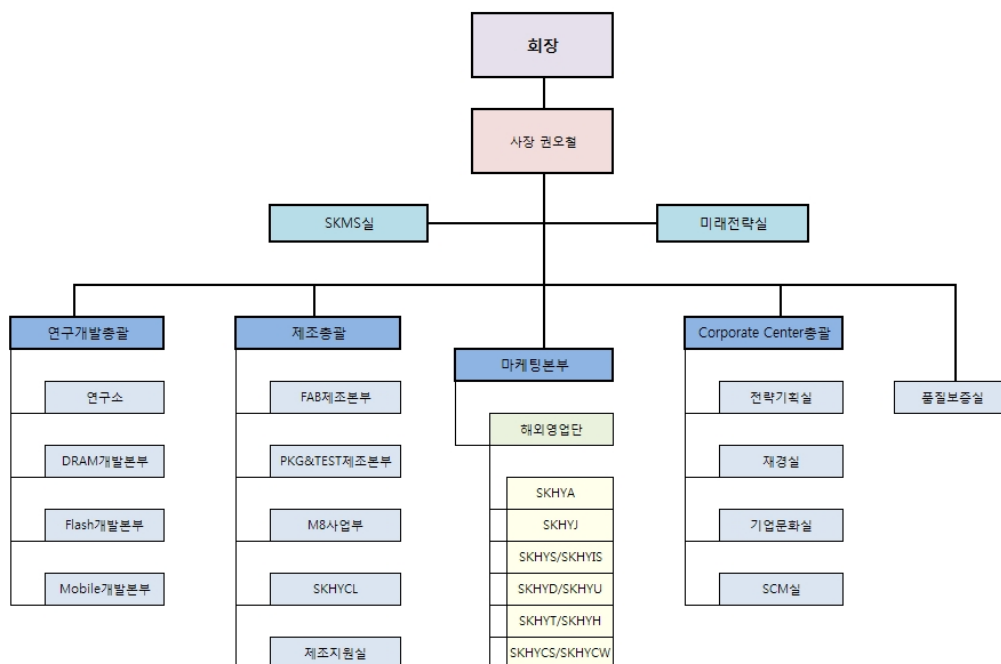 회장
사장 권오철
SKMS실
미래전략실
연구개발총괄
제조총괄
마케팅본부
Corporate Center총괄
연구소
DRAM개발본부
Flash개발본부
Mobile개발본부
FAB제조본부
PKG&TEST제조본부
M8사업부
SKHYCL
제조지원실
해외영업단
SKHYA
SKHYJ
SKHYS/SKHYIS
SKHYD/SKHYU
SKHYT/SKHYH
SKHYCS/SKHYCW
전략기획실
재경실
기업문화실
SCM실
품질보증실